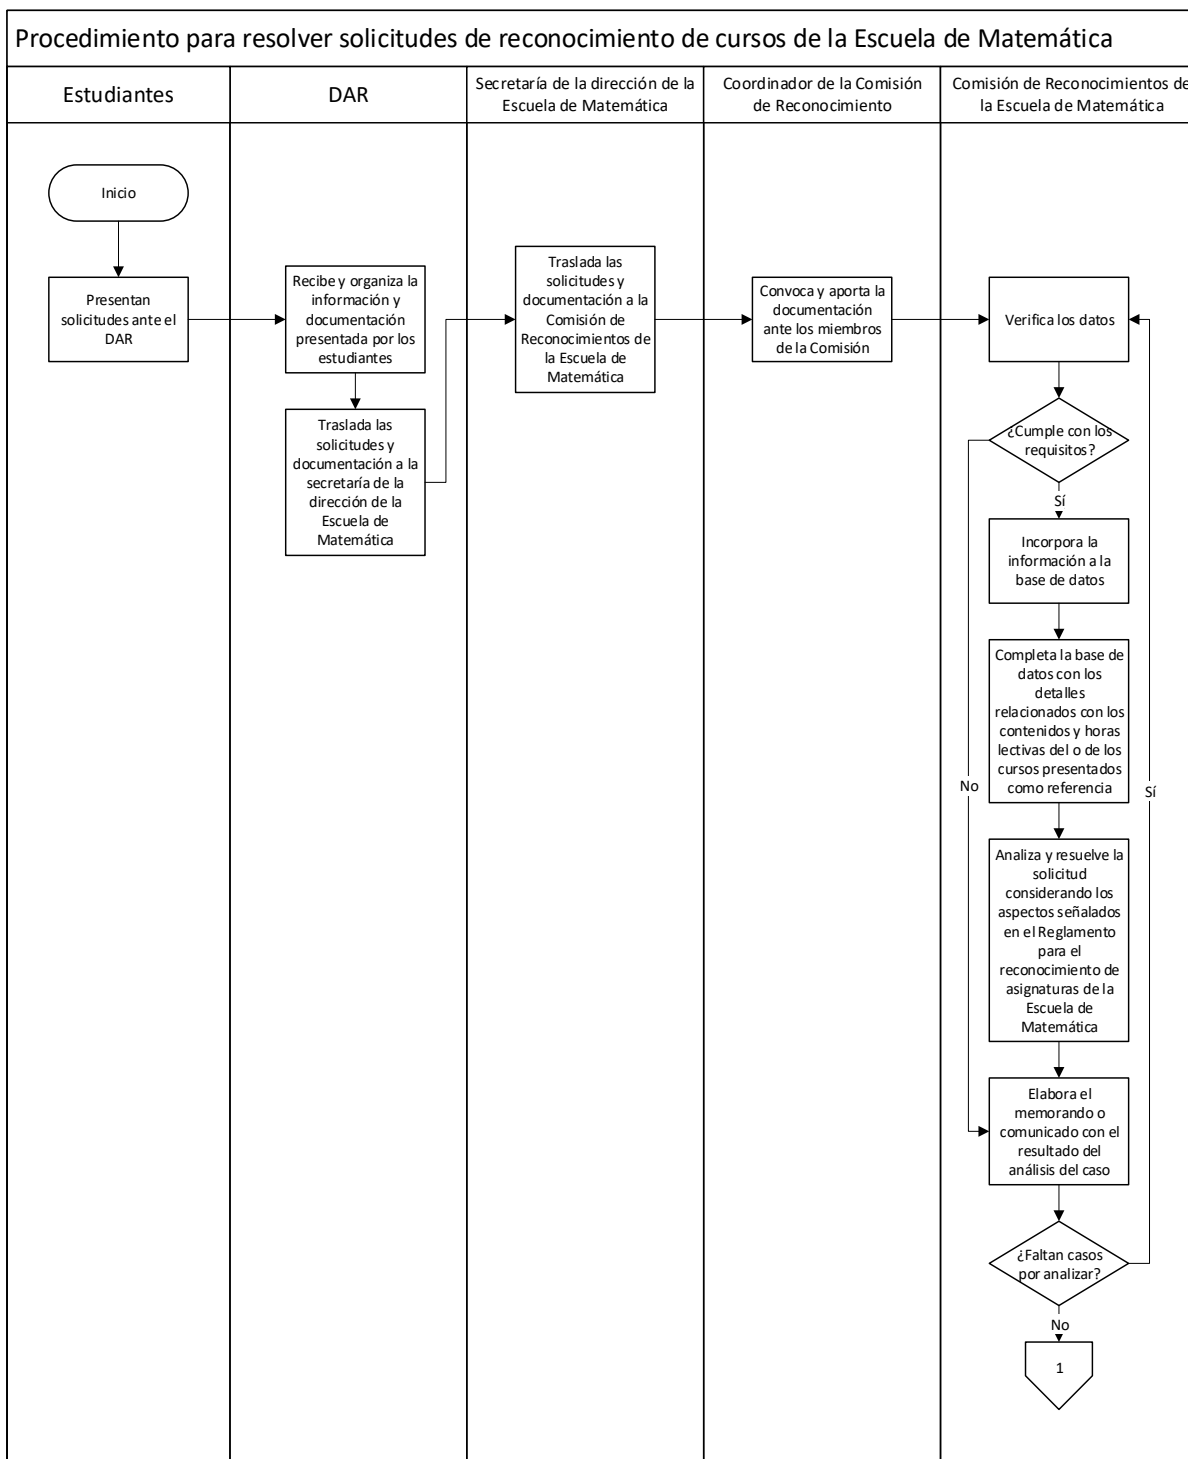 Procedimiento para resolver solicitudes de reconocimiento de cursos de la Escuela de Matemática
Estudiantes
DAR
Secretaría de la dirección de la
Escuela de Matemática
Coordinador de la Comisión
de Reconocimiento
Comisión de Reconocimientos de
la Escuela de Matemática
Inicio
Presentan
solicitudes ante el
DAR
Recibe y organiza la
información y
documentación
presentada por los
estudiantes
Traslada las
solicitudes y
documentación a la
secretaría de la
dirección de la
Escuela de
Matemática
Traslada las
solicitudes y
documentación a la
Comisión de
Reconocimientos de
la Escuela de
Matemática
Convoca y aporta la
documentación
ante los miembros
de la Comisión
Verifica los datos
¿Cumple con los
requisitos?
Sí
Incorpora la
información a la
base de datos
Completa la base de
datos con los
detalles
relacionados con los
contenidos y horas
lectivas del o de los
cursos presentados
como referencia
No
Sí
Analiza y resuelve la
solicitud
considerando los
aspectos señalados
en el Reglamento
para el
reconocimiento de
asignaturas de la
Escuela de
Matemática
Elabora el
memorando o
comunicado con el
resultado del
análisis del caso
¿Faltan casos
por analizar?
No
1